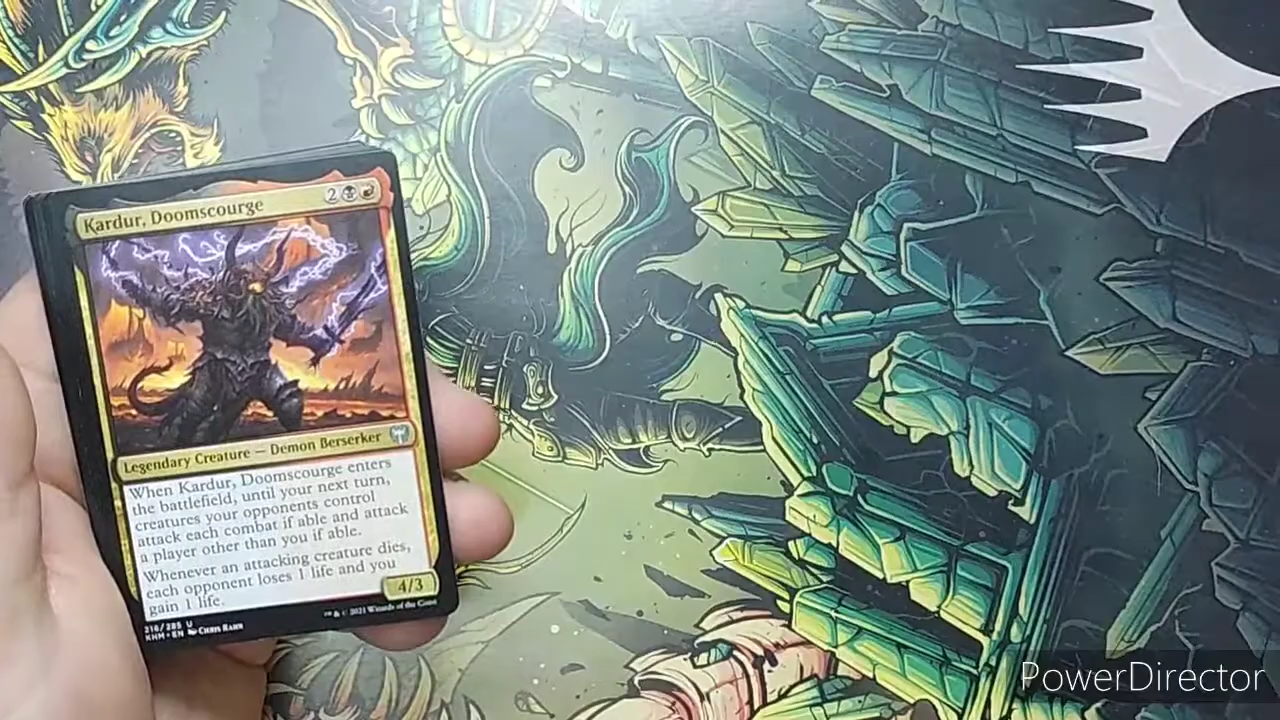 Kardur, Doomscourge 2
Legendary Creature — Demon Berserker
When Kardur, Doomscourge enters
the battlefield, until your next turn,
creatures your opponents control
attack each combat if able and attack
a player other than you if able.
Whenever an attacking creature dies,
each opponent loses 1 life and you
gain 1 life.
4/3
216/285 U
KHM • EN Chris Rahn
™ & © 2021 Wizards of the Coast
PowerDirector